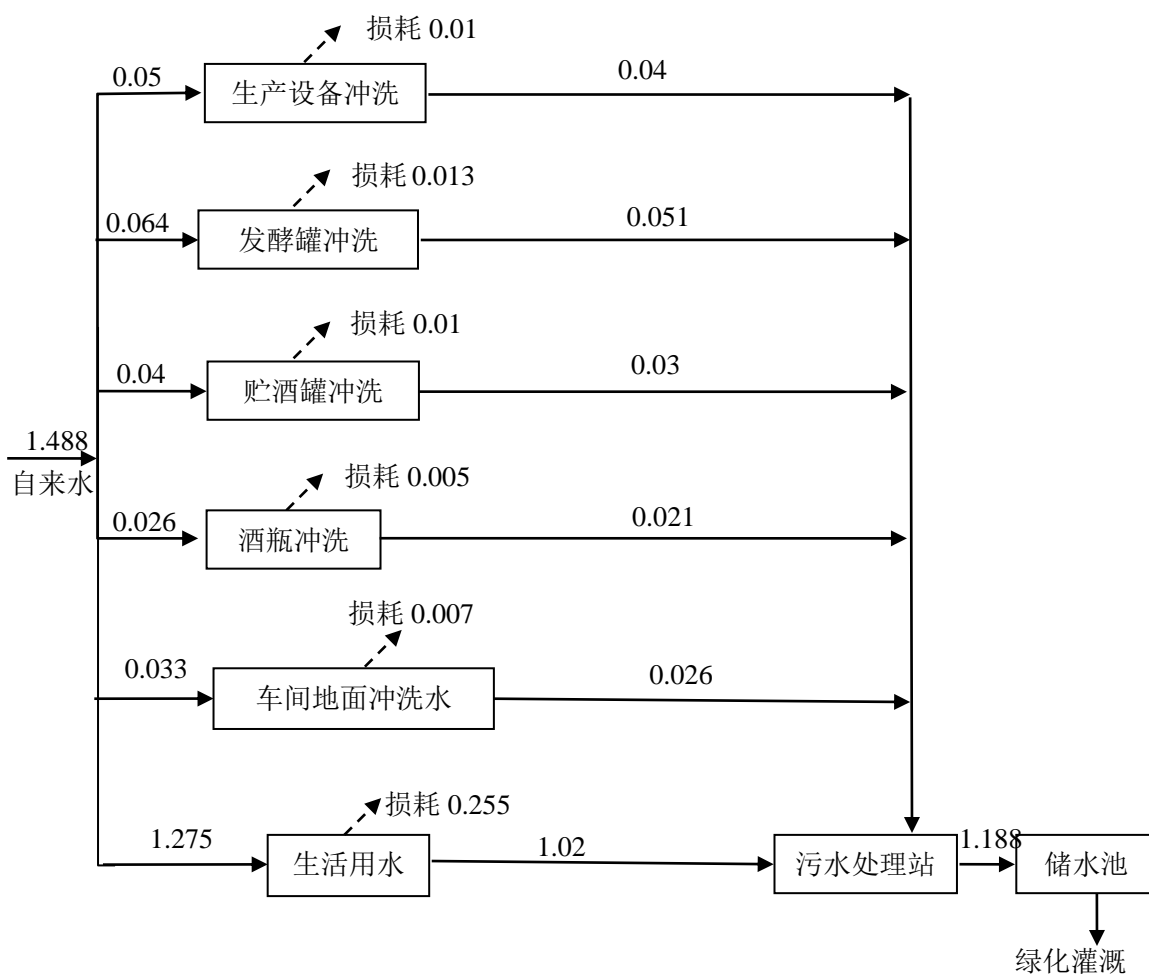 损耗 0.01
0.05
生产设备冲洗
0.04
损耗 0.013
0.064
发酵罐冲洗
0.051
损耗 0.01
0.04
贮酒罐冲洗
0.03
1.488
自来水
损耗 0.005
0.026
酒瓶冲洗
0.021
损耗 0.007
0.033
车间地面冲洗水
0.026
损耗 0.255
1.275
生活用水
1.02
污水处理站
1.188
储水池
绿化灌溉